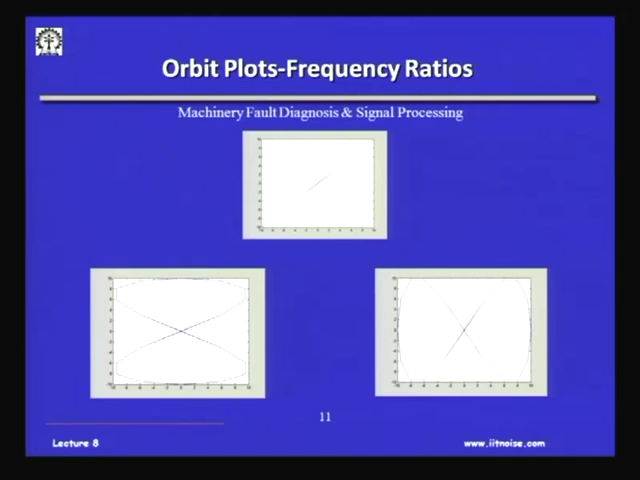 Orbit Plots-Frequency Ratios
Machinery Fault Diagnosis & Signal Processing
11
Lecture 8
www.iitnoise.com